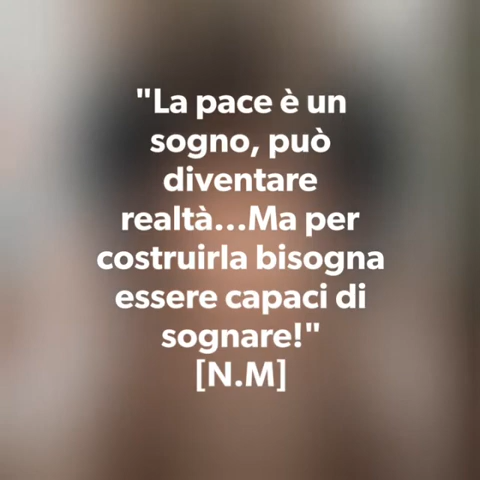 "La pace è un
sogno, può
diventare
realtà...Ma per
costruirla bisogna
essere capaci di
sognare!"
[N.M]